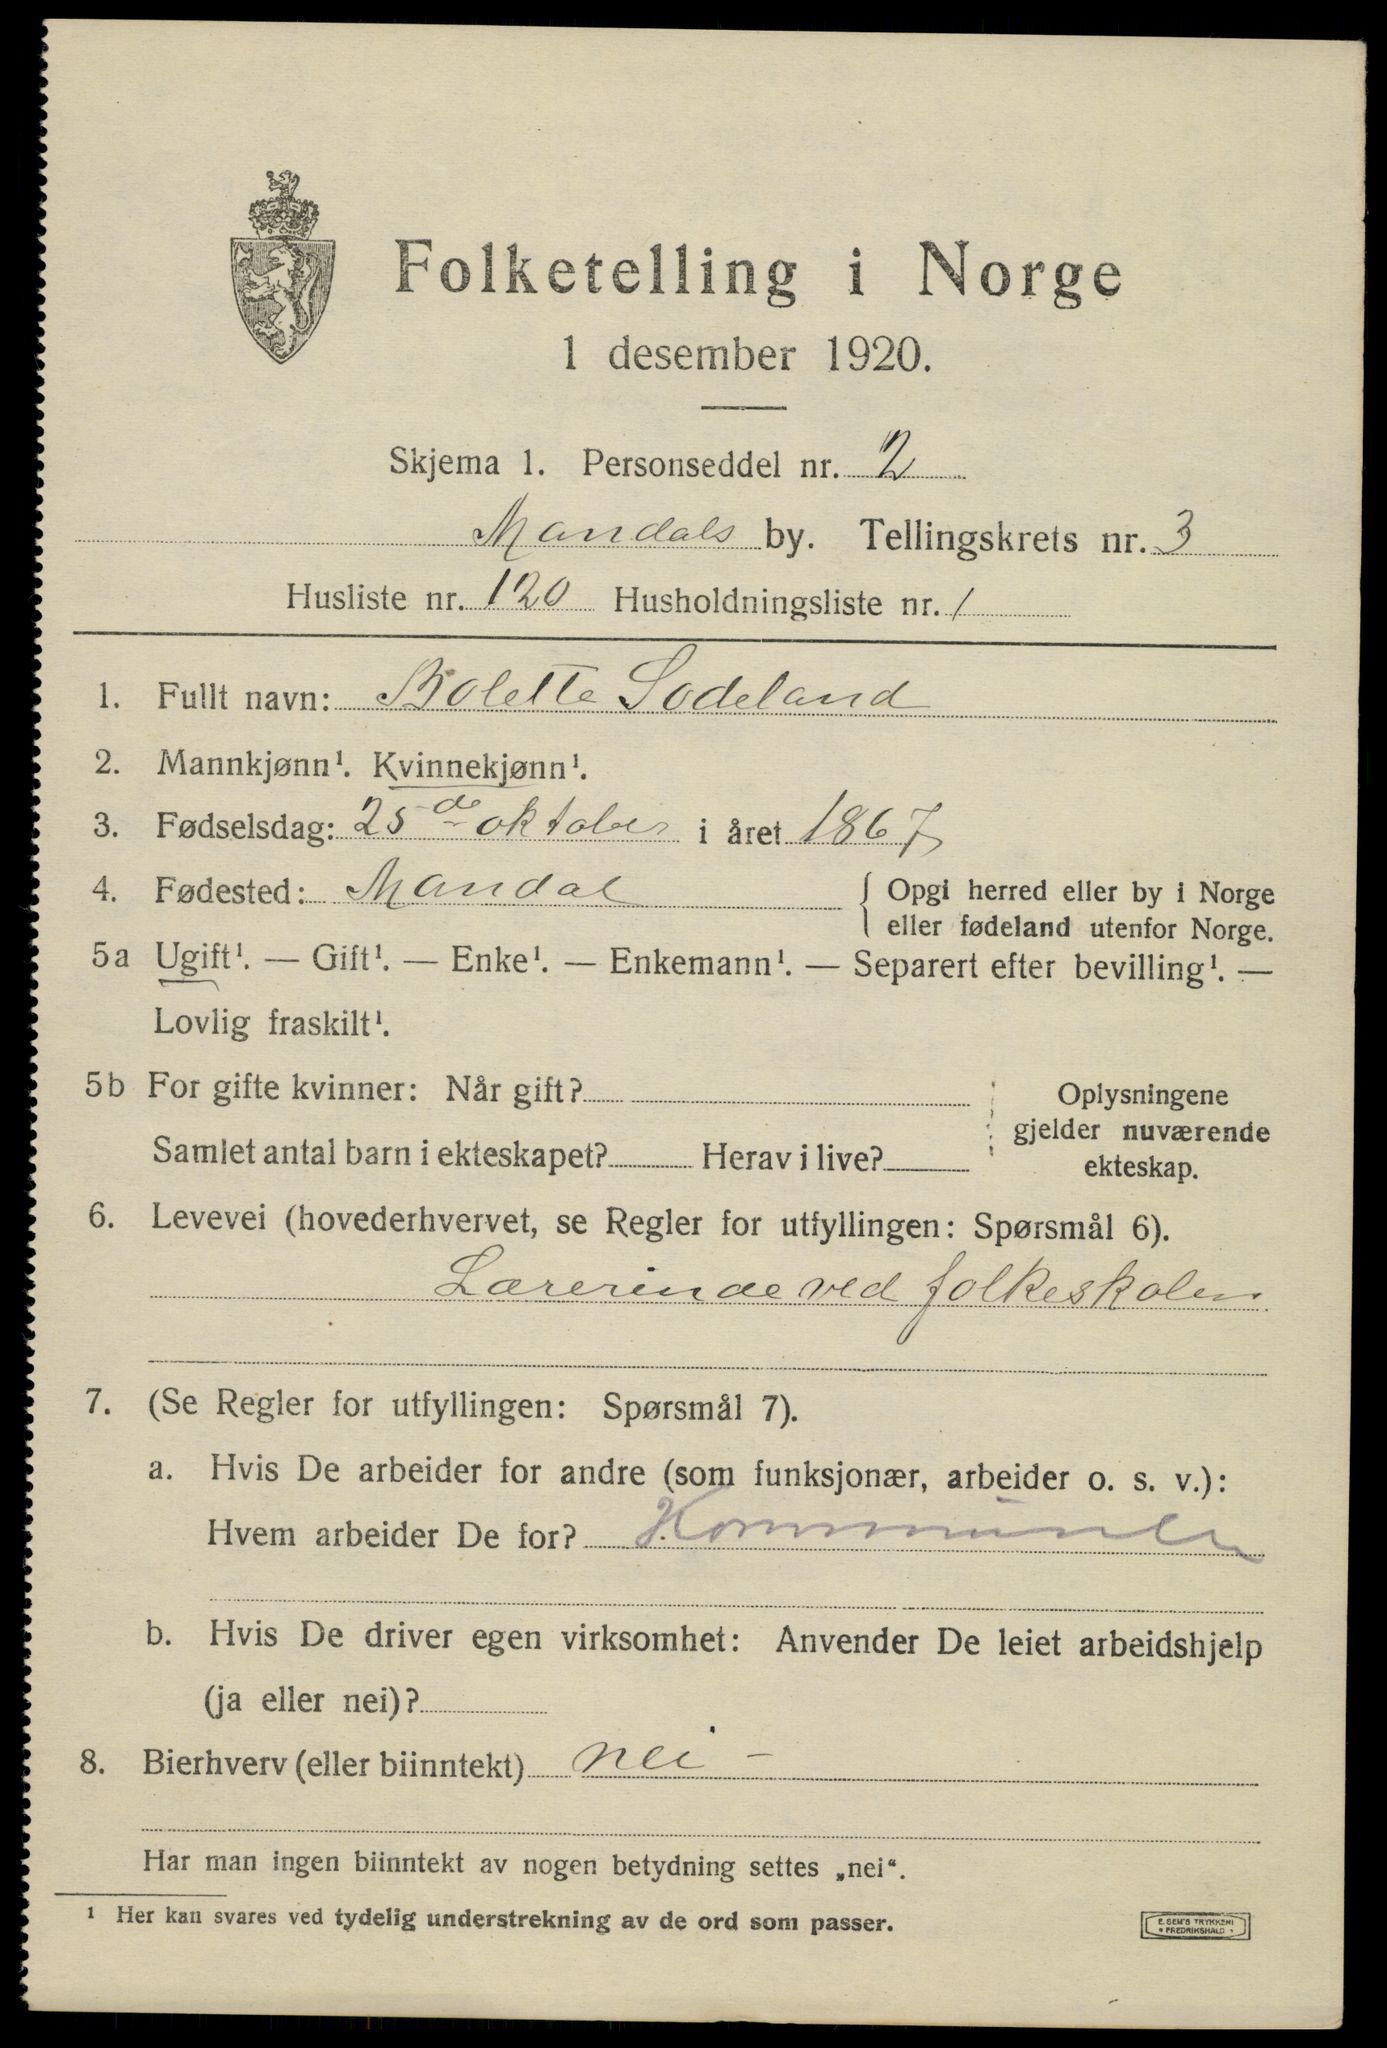 Folketelling i Norge
1 desember 1920.
Skjema 1. Personseddel nr. 2
Mandals by. Tellingskrets nr. 3
Husliste nr. 120 Husholdningsliste nr. 1
1. Fullt navn: Bolette Sodeland
2. Mannkjønn¹. Kvinnekjønn¹.
3. Fødselsdag: 25de oktober i året 1867
4. Fødested: Mandal { Opgi herred eller by i Norge
eller fødeland utenfor Norge.
5a Ugift¹. — Gift¹. — Enke¹. — Enkemann¹. — Separert efter bevilling¹. —
Lovlig fraskilt¹.
5b For gifte kvinner: Når gift? Oplysningene
gjelder nuværende
Samlet antal barn i ekteskapet? Herav i live? ekteskap.
6. Levevei (hovederhvervet, se Regler for utfyllingen: Spørsmål 6).
Lærerinde ved folkeskolen
7. (Se Regler for utfyllingen: Spørsmål 7).
a. Hvis De arbeider for andre (som funksjonær, arbeider o. s. v.):
Hvem arbeider De for? Kommunen
b. Hvis De driver egen virksomhet: Anvender De leiet arbeidshjelp
(ja eller nei)?
8. Bierhverv (eller biinntekt) nei –
Har man ingen biinntekt av nogen betydning settes „nei“.
¹ Her kan svares ved tydelig understrekning av de ord som passer.
E. SEM'S TRYKKERI
* FREDRIKSHALD *